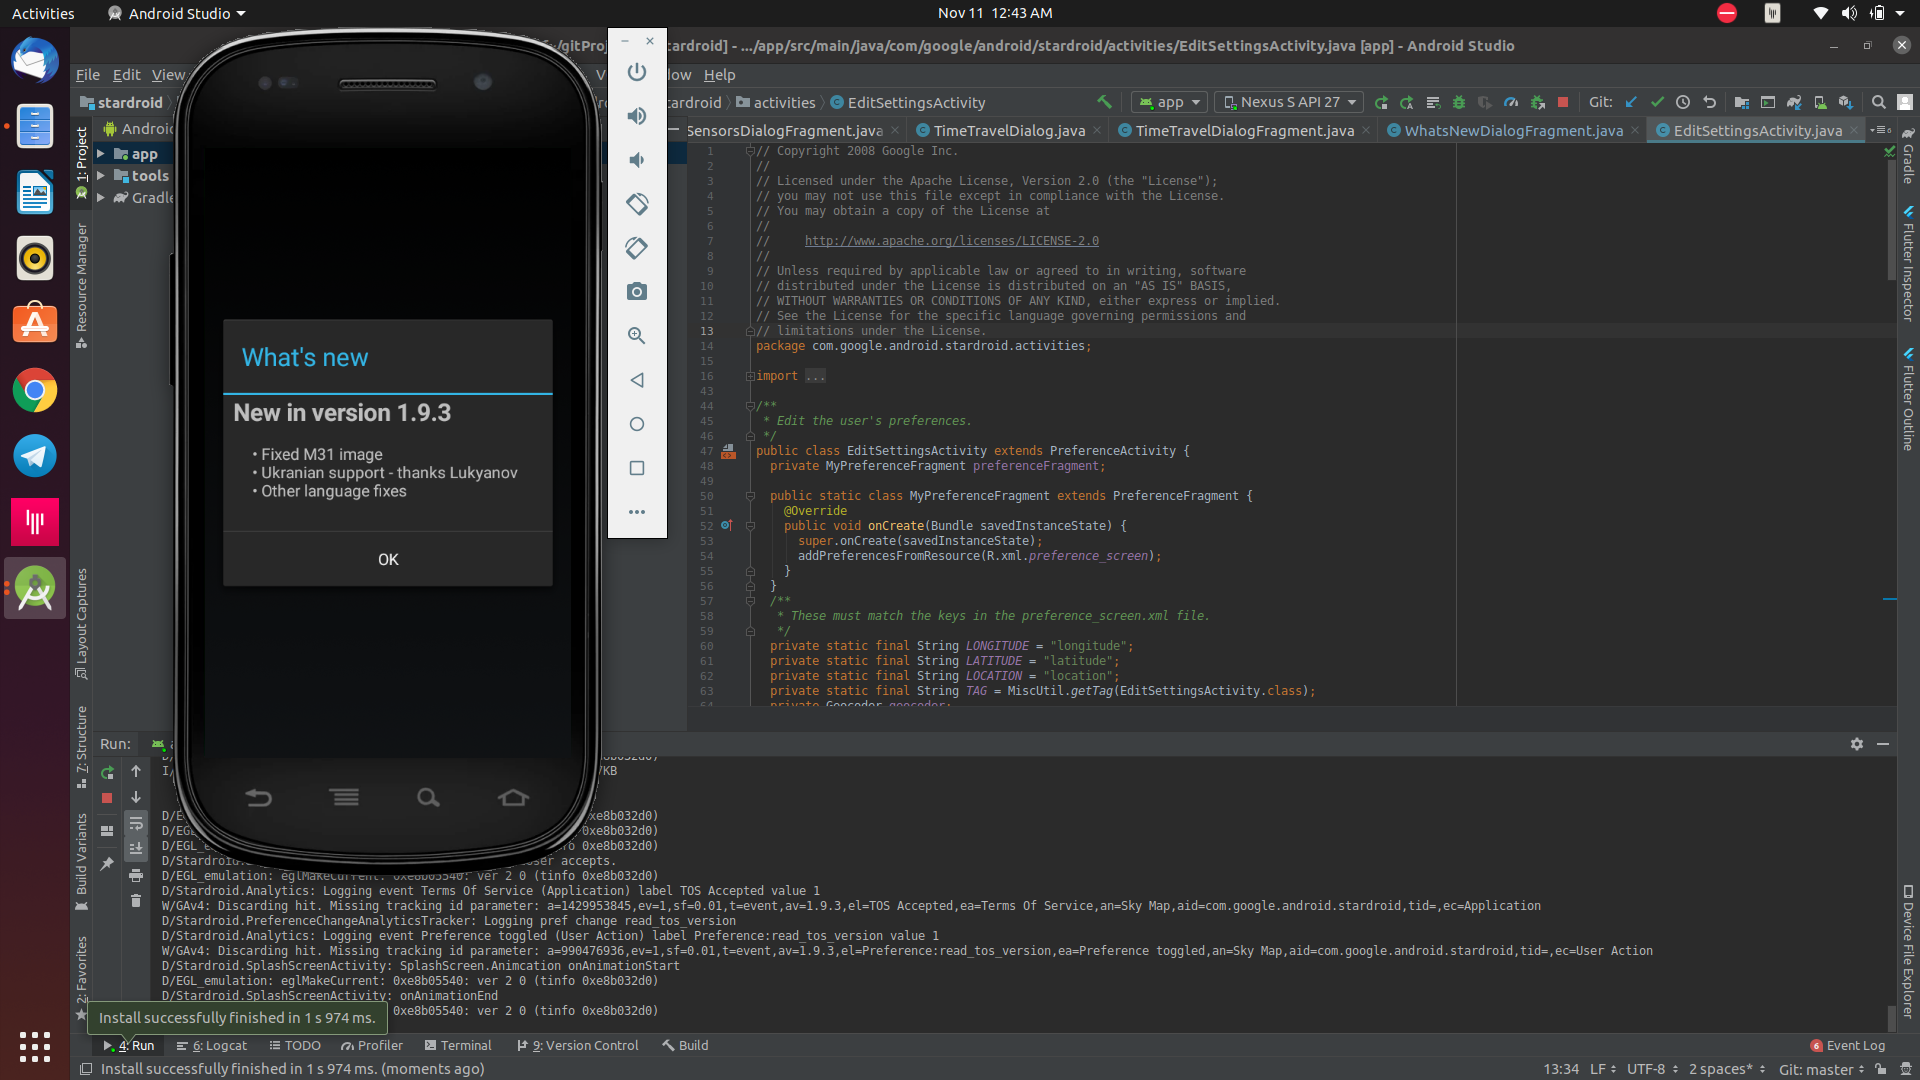 Activities
Android Studio
Nov 11 12:43 AM
/gitProj
tardroid] - .../app/src/main/java/com/google/android/stardroid/activities/EditSettingsActivity.java [app] - Android Studio
File Edit View
Help
stardroid
tardroid
activities
EditSettingsActivity
app
Nexus S API 27
Git:
Android
SensorsDialogFragment.java
TimeTravelDialog.java
TimeTravelDialogFragment.java
WhatsNewDialogFragment.java
EditSettingsActivity.java
app
tools
Gradle
1: Project
Resource Manager
Layout Captures
7: Structure
Build Variants
2: Favorites
Gradle
Flutter Inspector
Flutter Outline
Device File Explorer
What's new
New in version 1.9.3
• Fixed M31 image
• Ukranian support - thanks Lukyanov
• Other language fixes
OK
1 // Copyright 2008 Google Inc.
2 //
3 // Licensed under the Apache License, Version 2.0 (the "License");
4 // you may not use this file except in compliance with the License.
5 // You may obtain a copy of the License at
6 //
7 // http://www.apache.org/licenses/LICENSE-2.0
8 //
9 // Unless required by applicable law or agreed to in writing, software
10 // distributed under the License is distributed on an "AS IS" BASIS,
11 // WITHOUT WARRANTIES OR CONDITIONS OF ANY KIND, either express or implied.
12 // See the License for the specific language governing permissions and
13 // limitations under the License.
14 package com.google.android.stardroid.activities;
15
16 import ...
43
44 /**
45 * Edit the user's preferences.
46 */
47 public class EditSettingsActivity extends PreferenceActivity {
48 private MyPreferenceFragment preferenceFragment;
49
50 public static class MyPreferenceFragment extends PreferenceFragment {
51 @Override
52 public void onCreate(Bundle savedInstanceState) {
53 super.onCreate(savedInstanceState);
54 addPreferencesFromResource(R.xml.preference_screen);
55 }
56 }
57 /**
58 * These must match the keys in the preference_screen.xml file.
59 */
60 private static final String LONGITUDE = "longitude";
61 private static final String LATITUDE = "latitude";
62 private static final String LOCATION = "location";
63 private static final String TAG = MiscUtil.getTag(EditSettingsActivity.class);
64 private Geocoder geocoder;
Run:
0xe8b032d0)
I/
7KB
D/E
0xe8b032d0)
D/EGL
0xe8b032d0)
D/EGL_e
fo 0xe8b032d0)
D/Stardroid.
user accepts.
D/EGL_emulation: eglMakeCurrent: 0xe8b05540: ver 2 0 (tinfo 0xe8b032d0)
D/Stardroid.Analytics: Logging event Terms Of Service (Application) label TOS Accepted value 1
W/GAv4: Discarding hit. Missing tracking id parameter: a=1429953845,ev=1,sf=0.01,t=event,av=1.9.3,el=TOS Accepted,ea=Terms Of Service,an=Sky Map,aid=com.google.android.stardroid,tid=,ec=Application
D/Stardroid.PreferenceChangeAnalyticsTracker: Logging pref change read_tos_version
D/Stardroid.Analytics: Logging event Preference toggled (User Action) label Preference:read_tos_version value 1
W/GAv4: Discarding hit. Missing tracking id parameter: a=990476936,ev=1,sf=0.01,t=event,av=1.9.3,el=Preference:read_tos_version,ea=Preference toggled,an=Sky Map,aid=com.google.android.stardroid,tid=,ec=User Action
D/Stardroid.SplashScreenActivity: SplashScreen.Animcation onAnimationStart
D/EGL_emulation: eglMakeCurrent: 0xe8b05540: ver 2 0 (tinfo 0xe8b032d0)
D/Stardroid.SplashScreenActivity: onAnimationEnd
0xe8b05540: ver 2 0 (tinfo 0xe8b032d0)
Install successfully finished in 1 s 974 ms.
4: Run
6: Logcat
TODO
Profiler
Terminal
9: Version Control
Build
6 Event Log
Install successfully finished in 1 s 974 ms. (moments ago)
13:34 LF UTF-8 2 spaces* Git: master